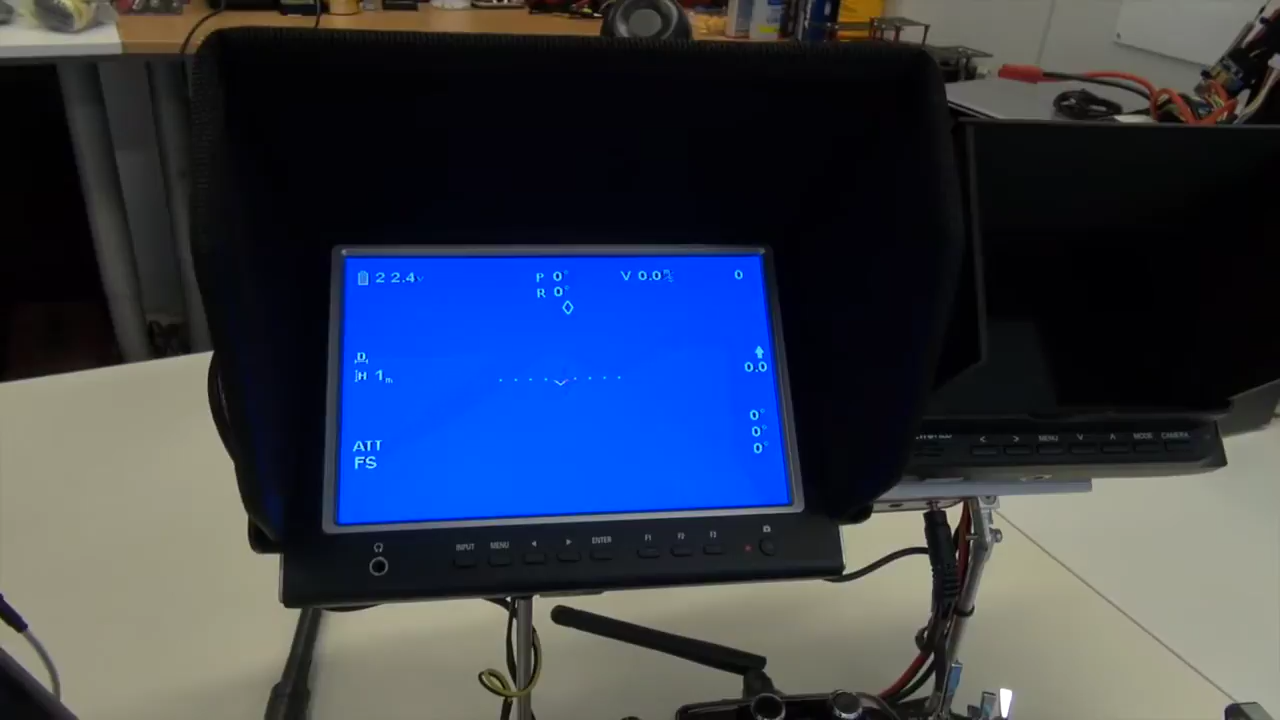 22.4v
P 0°
V 0.0
0
R 0°
D
H 1m
0.0
0°
0°
0°
ATT
FS
< > MENU V Λ MODE CAMERA
INPUT MENU ◄ ► ENTER F1 F2 F3